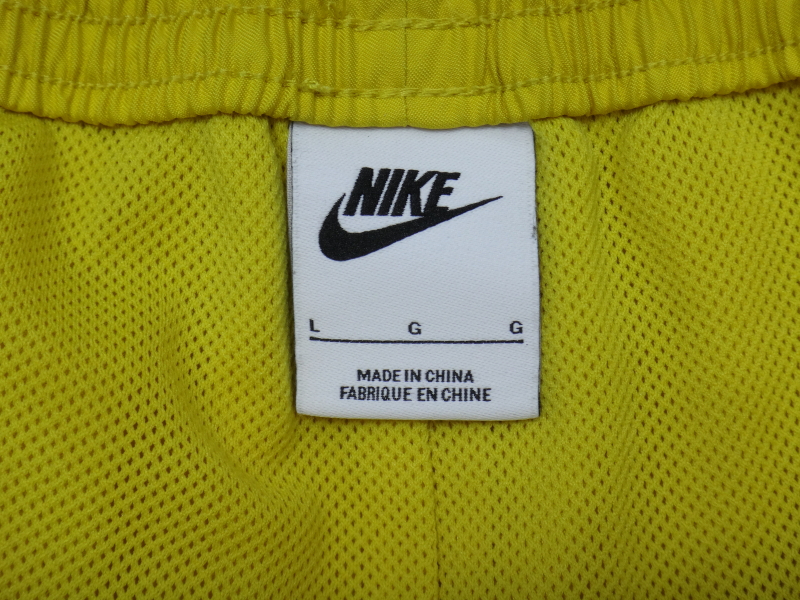 NIKE
L G G
MADE IN CHINA
FABRIQUE EN CHINE